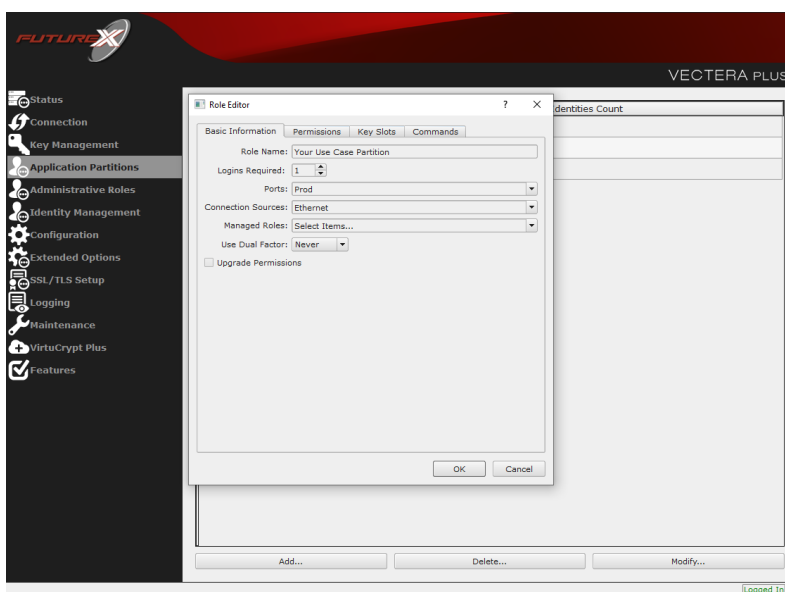 FUTUREX
VECTERA PLUS
Status
Connection
Key Management
Application Partitions
Administrative Roles
Identity Management
Configuration
Extended Options
SSL/TLS Setup
Logging
Maintenance
VirtuCrypt Plus
Features
dentities Count
Role Editor ? X
Basic Information Permissions Key Slots Commands
Role Name: Your Use Case Partition
Logins Required: 1
Ports: Prod
Connection Sources: Ethernet
Managed Roles: Select Items...
Use Dual Factor: Never
Upgrade Permissions
OK Cancel
Add... Delete... Modify...
Logged In